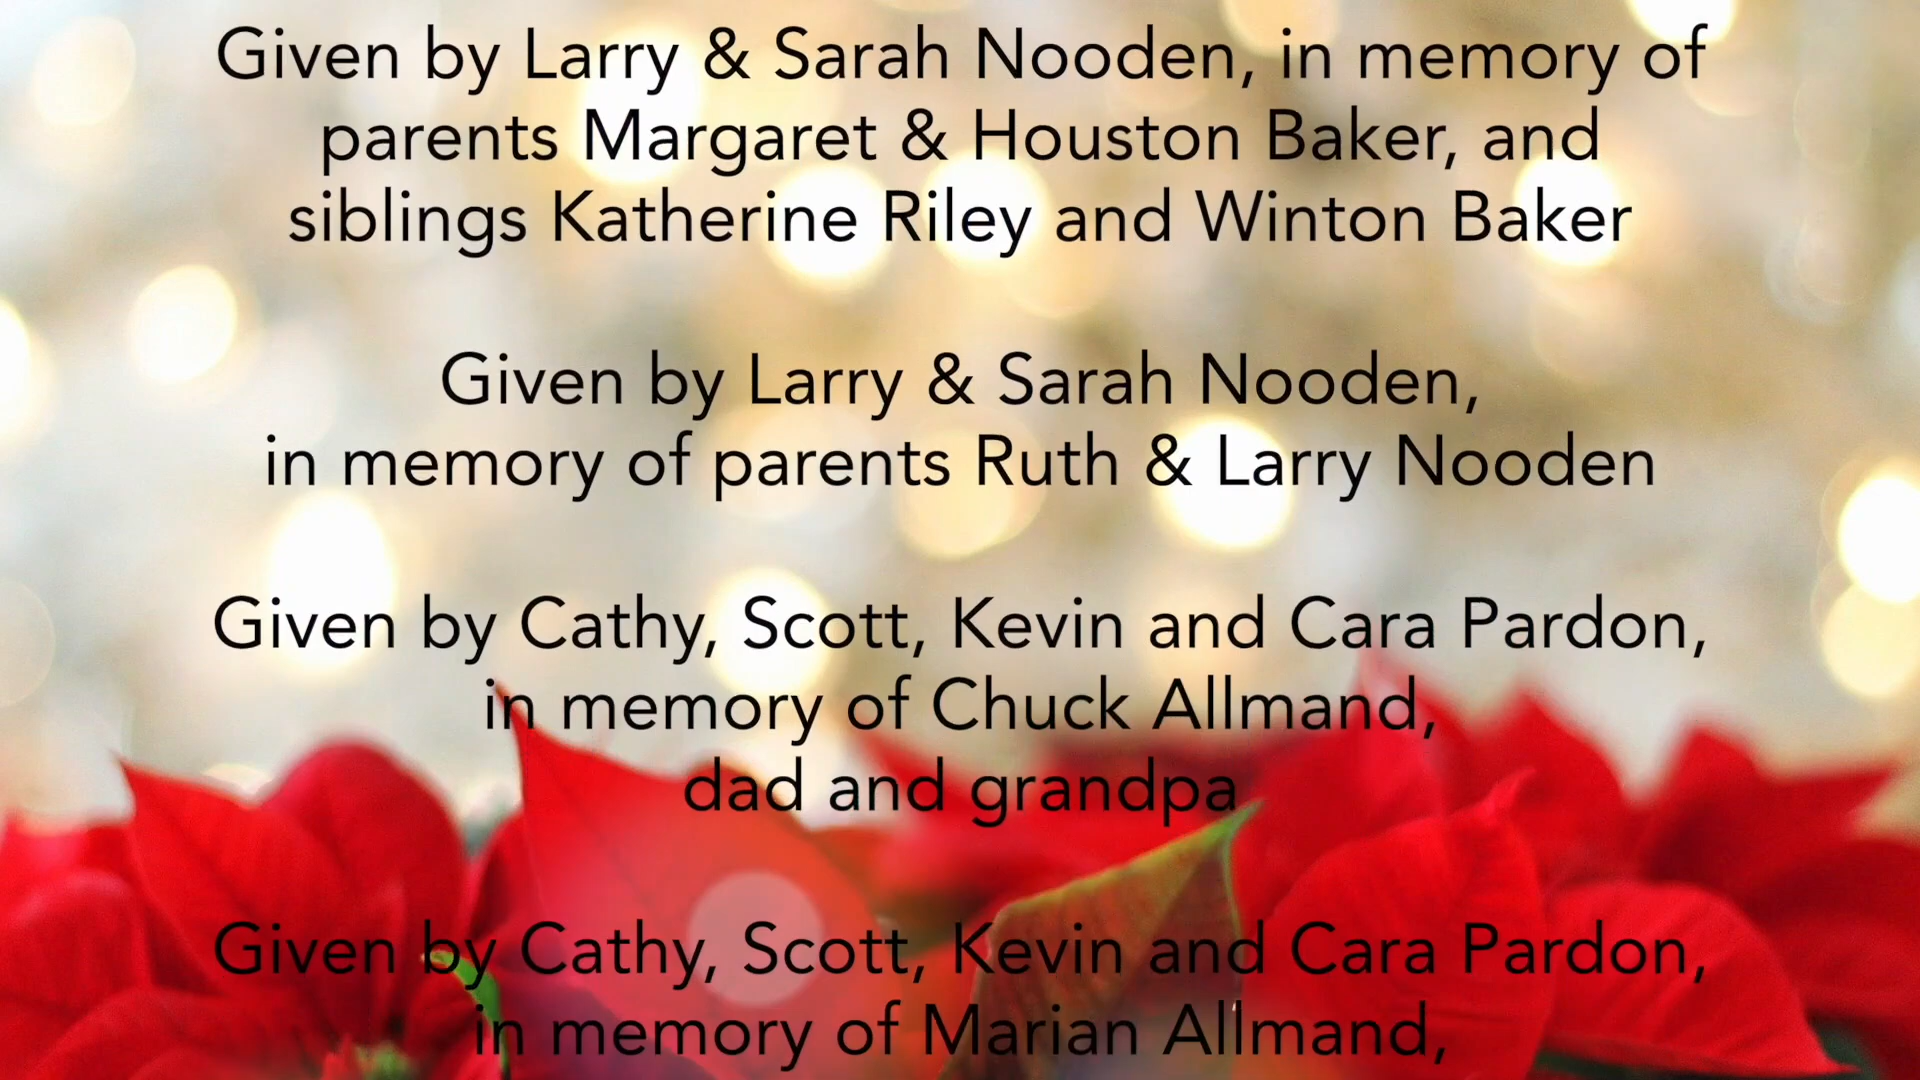 Given by Larry & Sarah Nooden, in memory of
parents Margaret & Houston Baker, and
siblings Katherine Riley and Winton Baker
Given by Larry & Sarah Nooden,
in memory of parents Ruth & Larry Nooden
Given by Cathy, Scott, Kevin and Cara Pardon,
in memory of Chuck Allmand,
dad and grandpa
Given by Cathy, Scott, Kevin and Cara Pardon,
in memory of Marian Allmand,